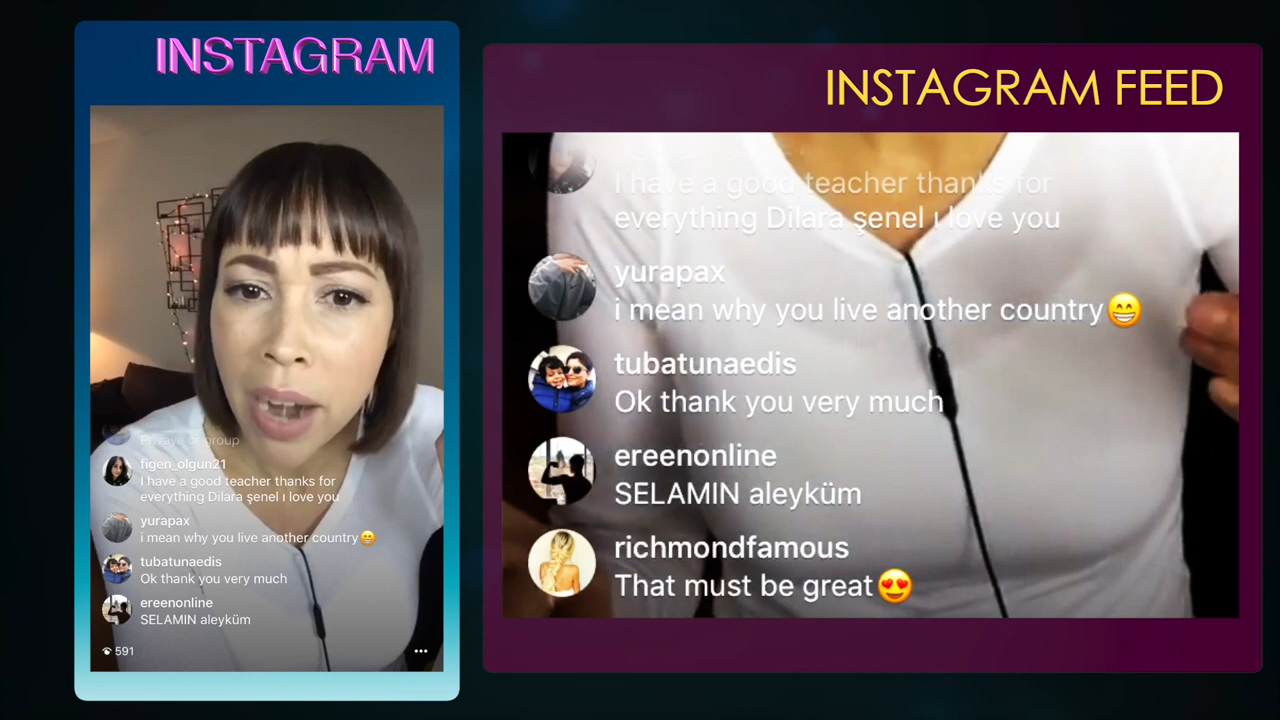 INSTAGRAM
Privaye or group
figen_olgun21
I have a good teacher thanks for
everything Dilara şenel ı love you
yurapax
i mean why you live another country😁
tubatunaedis
Ok thank you very much
ereenonline
SELAMIN aleyküm
591
INSTAGRAM FEED
I have a good teacher thanks for
everything Dilara şenel ı love you
yurapax
i mean why you live another country😁
tubatunaedis
Ok thank you very much
ereenonline
SELAMIN aleyküm
richmondfamous
That must be great😍